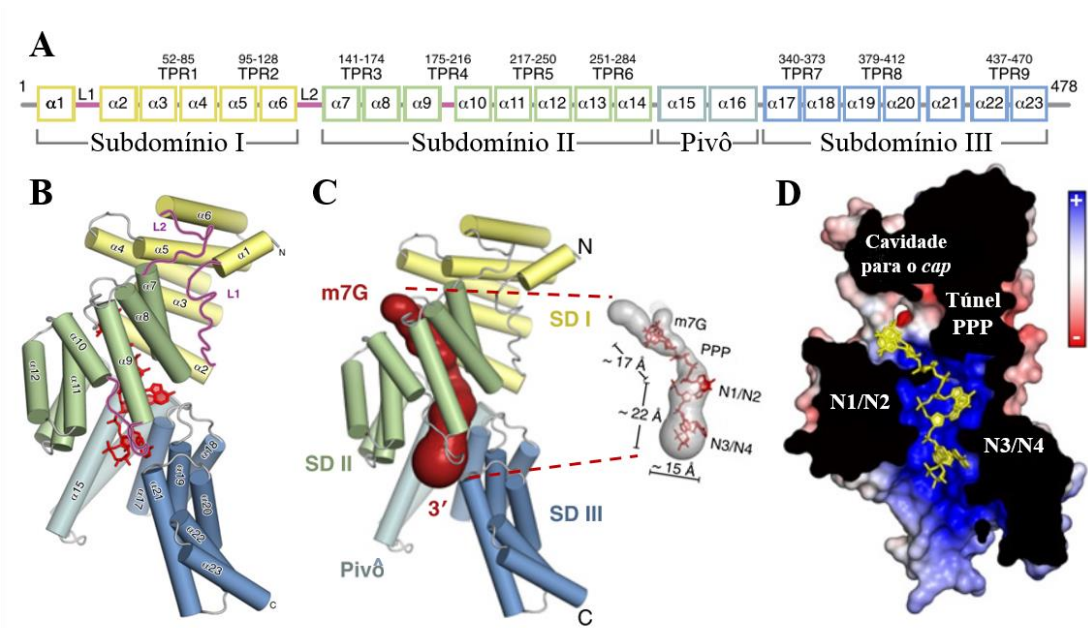 A
52-85 95-128 141-174 175-216 217-250 251-284 340-373 379-412 437-470
TPR1 TPR2 TPR3 TPR4 TPR5 TPR6 TPR7 TPR8 TPR9
1 L1 L2 478
α1 α2 α3 α4 α5 α6 α7 α8 α9 α10 α11 α12 α13 α14 α15 α16 α17 α18 α19 α20 α21 α22 α23
Subdomínio I Subdomínio II Pivô Subdomínio III
B
α6
L2
α4
α5
α1
N
α7
L1
α3
α8
α10
α9
α2
α12
α11
α15
α18
α19
α17
α21
α20
α22
α23
C
C
N
m7G
SD I
SD II
3'
SD III
Pivô
C
m7G
PPP
~ 17 Å
N1/N2
~ 22 Å
N3/N4
~ 15 Å
D
Cavidade
para o cap
Túnel
PPP
N1/N2
N3/N4
+
-